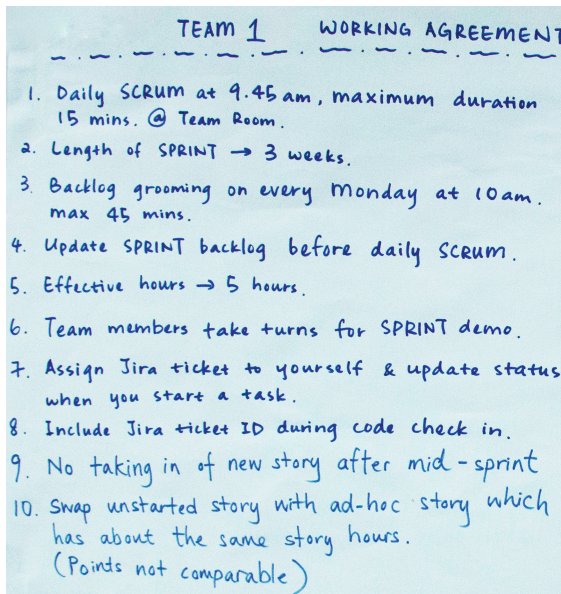 TEAM 1 WORKING AGREEMENT
1. Daily SCRUM at 9.45 am, maximum duration
15 mins. @ Team Room.
2. Length of SPRINT → 3 weeks.
3. Backlog grooming on every Monday at 10am.
max 45 mins.
4. Update SPRINT backlog before daily SCRUM.
5. Effective hours → 5 hours.
6. Team members take turns for SPRINT demo.
7. Assign Jira ticket to yourself & update status
when you start a task.
8. Include Jira ticket ID during code check in.
9. No taking in of new story after mid-sprint
10. Swap unstarted story with ad-hoc story which
has about the same story hours.
(Points not comparable)